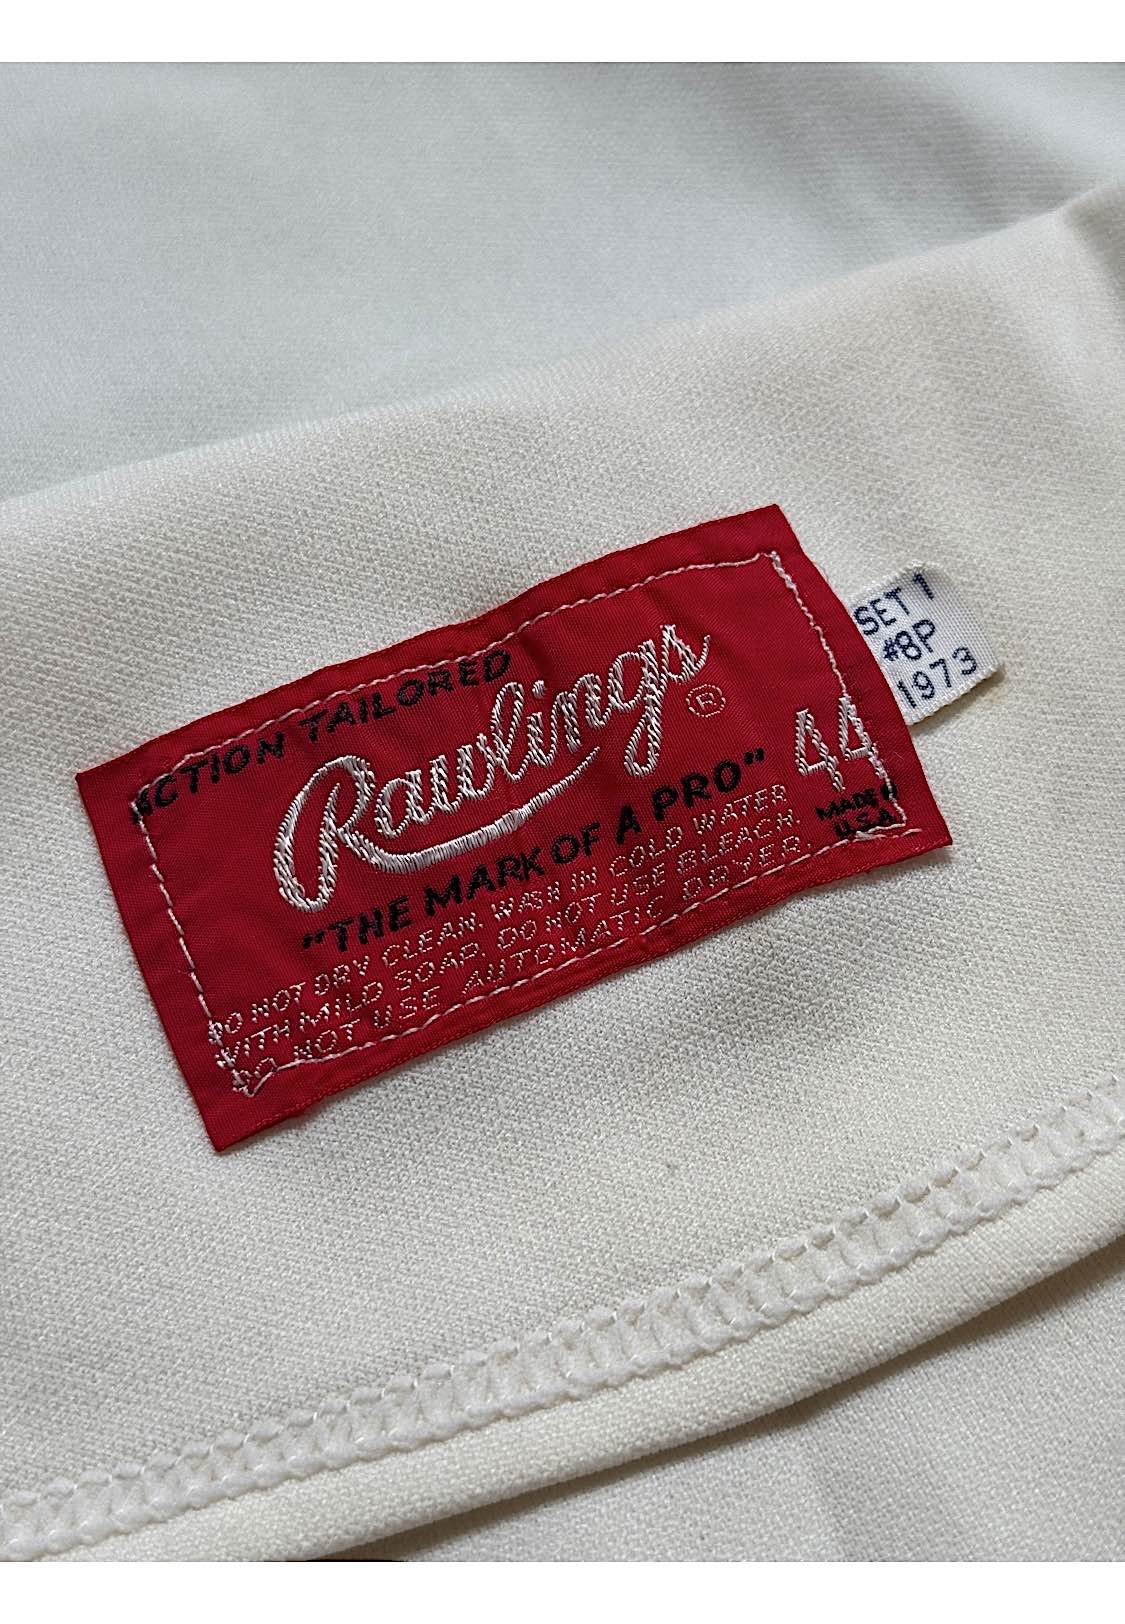 ACTION TAILORED
Rawlings ®
44
"THE MARK OF A PRO"
MADE
U.S.A.
DO NOT DRY CLEAN. WASH IN COLD WATER
WITH MILD SOAP. DO NOT USE BLEACH.
DO NOT USE AUTOMATIC DRYER.
SET 1
#8P
1973